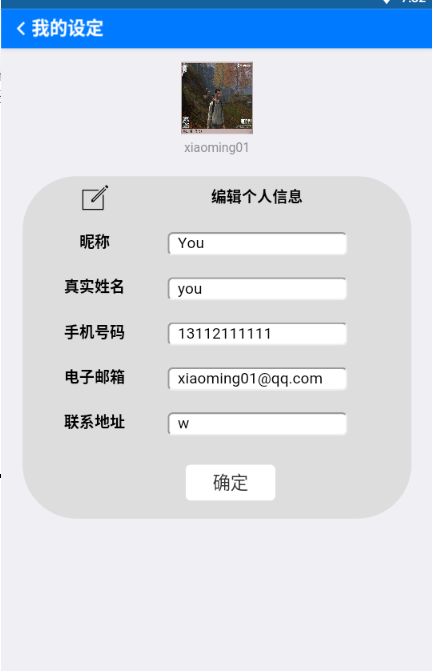 我的设定
xiaoming01
编辑个人信息
昵称 You
真实姓名 you
手机号码 13112111111
电子邮箱 xiaoming01@qq.com
联系地址 w
确定